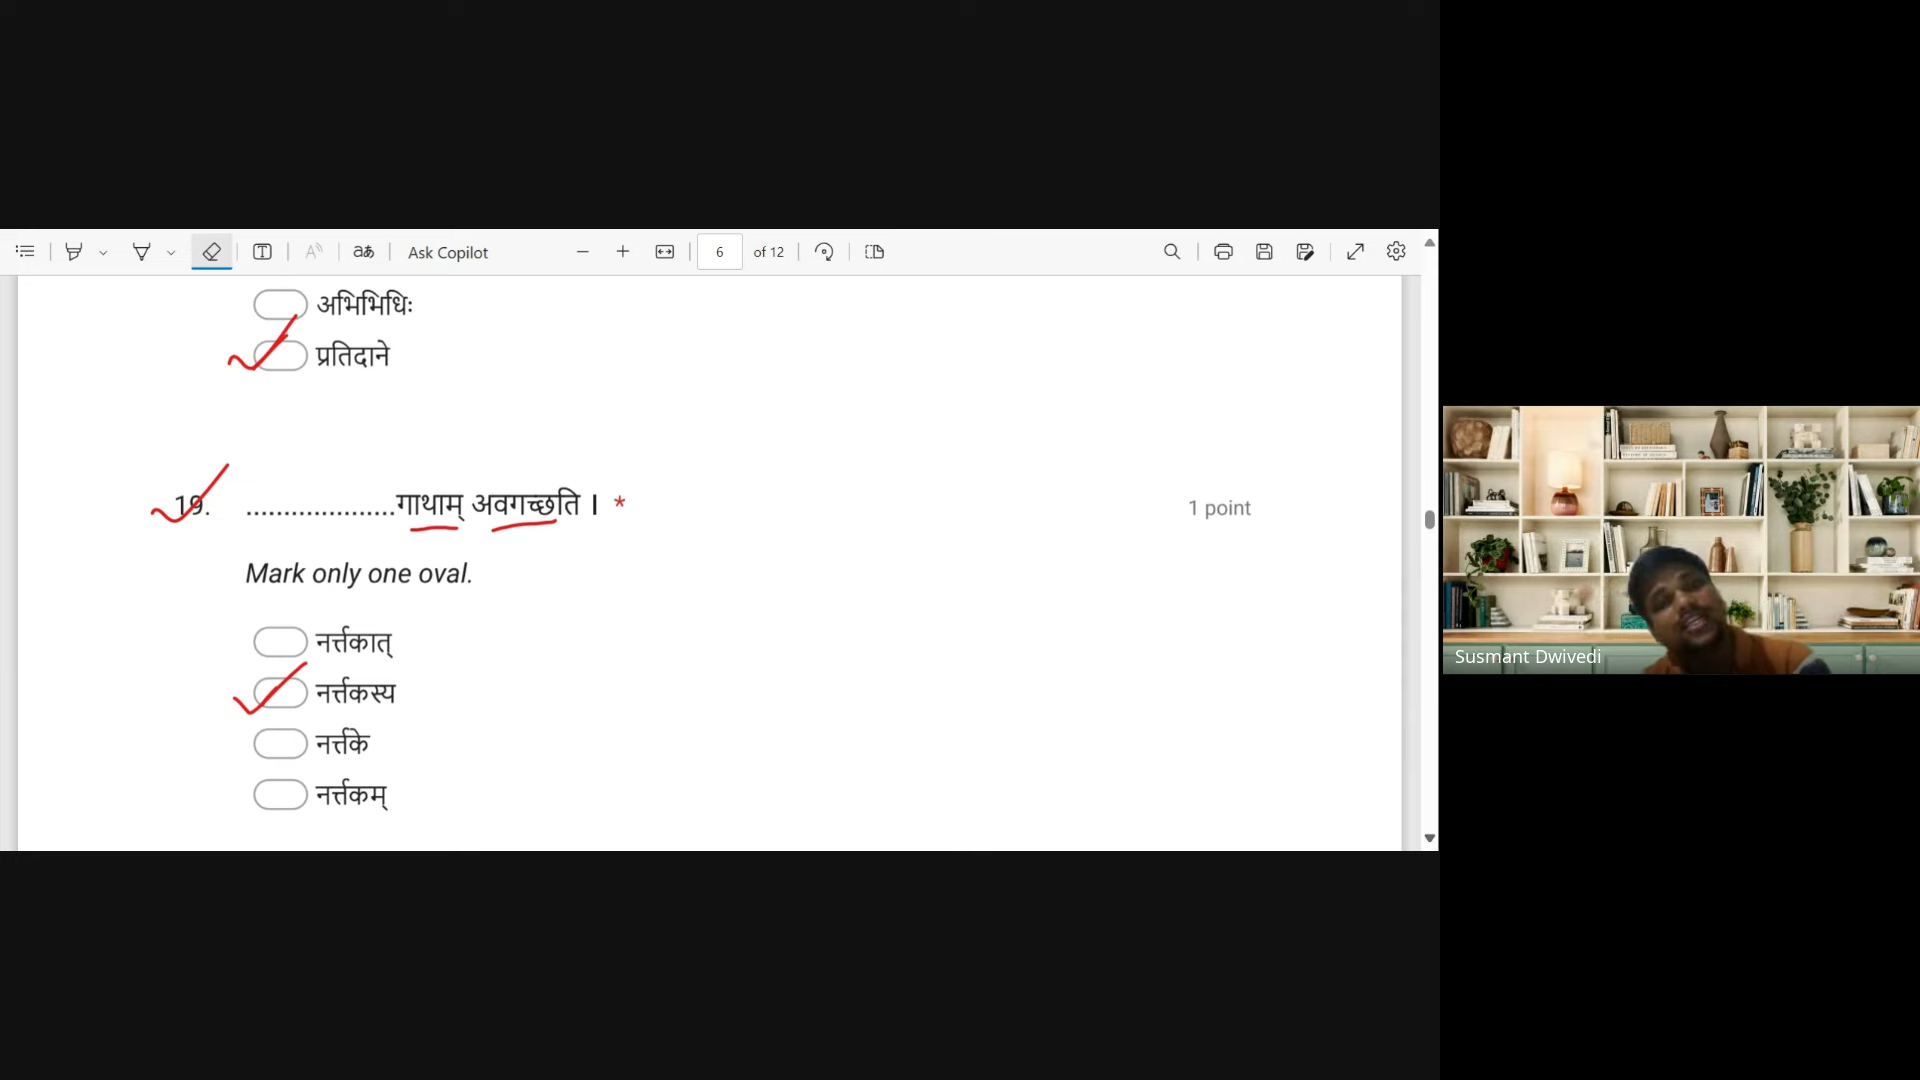 Ask Copilot
6 of 12
अभिभिधिः
प्रतिदाने
19. ....................गाथाम् अवगच्छति । *
1 point
Mark only one oval.
नर्त्तकात्
नर्त्तकस्य
नर्त्तके
नर्त्तकम्
Susmant Dwivedi